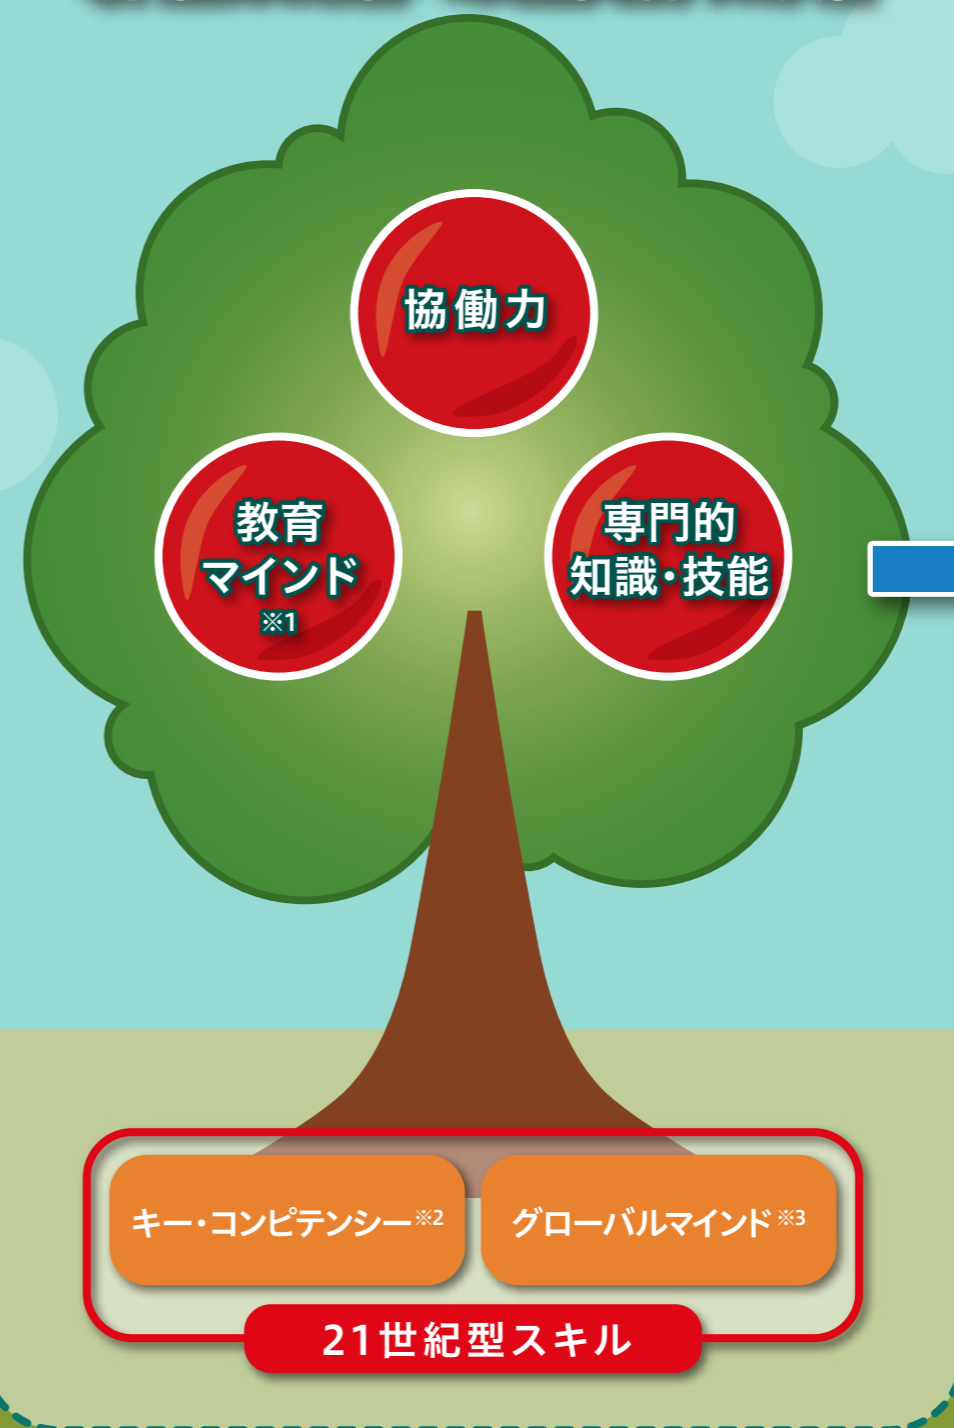 協働力
教育
マインド
※1
専門的
知識・技能
キー・コンピテンシー※2
グローバルマインド※3
21世紀型スキル